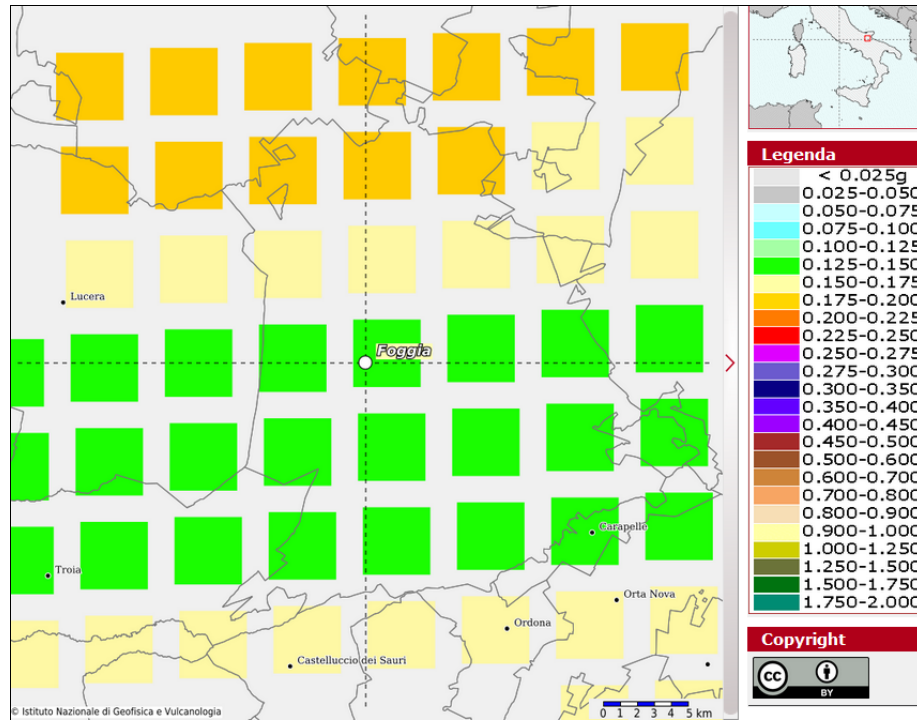 Lucera
Foggia
Carapelle
Troia
Orta Nova
Ordona
Castelluccio dei Sauri
© Istituto Nazionale di Geofisica e Vulcanologia
0 1 2 3 4 5 km
Legenda
< 0.025g
0.025-0.050
0.050-0.075
0.075-0.100
0.100-0.125
0.125-0.150
0.150-0.175
0.175-0.200
0.200-0.225
0.225-0.250
0.250-0.275
0.275-0.300
0.300-0.350
0.350-0.400
0.400-0.450
0.450-0.500
0.500-0.600
0.600-0.700
0.700-0.800
0.800-0.900
0.900-1.000
1.000-1.250
1.250-1.500
1.500-1.750
1.750-2.000
Copyright
cc
BY